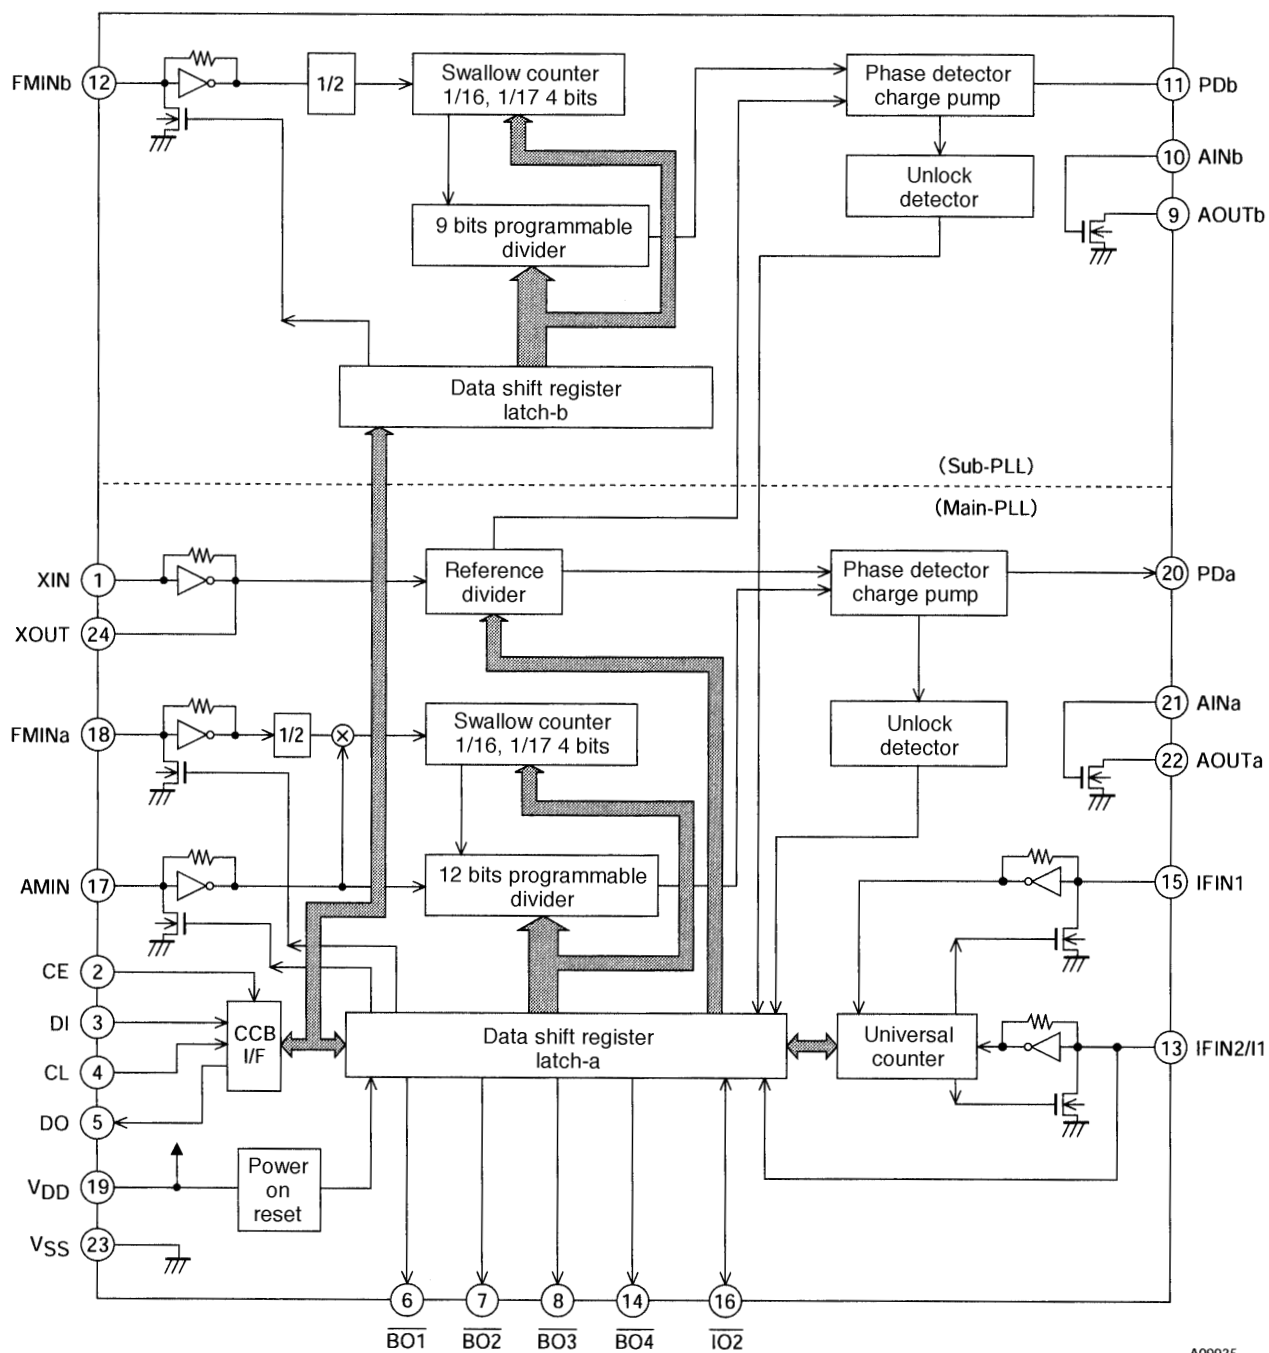 FMINb 12
1/2
Swallow counter
1/16, 1/17 4 bits
Phase detector
charge pump
11 PDb
10 AINb
9 AOUTb
Unlock
detector
9 bits programmable
divider
Data shift register
latch-b
(Sub-PLL)
(Main-PLL)
XIN 1
XOUT 24
Reference
divider
Phase detector
charge pump
20 PDa
FMINa 18
1/2
Swallow counter
1/16, 1/17 4 bits
Unlock
detector
21 AINa
22 AOUTa
AMIN 17
12 bits programmable
divider
15 IFIN1
CE 2
DI 3
CL 4
DO 5
CCB
I/F
Data shift register
latch-a
Universal
counter
13 IFIN2/I1
VDD 19
Power
on
reset
VSS 23
6 7 8 14 16
BO1 BO2 BO3 BO4 IO2